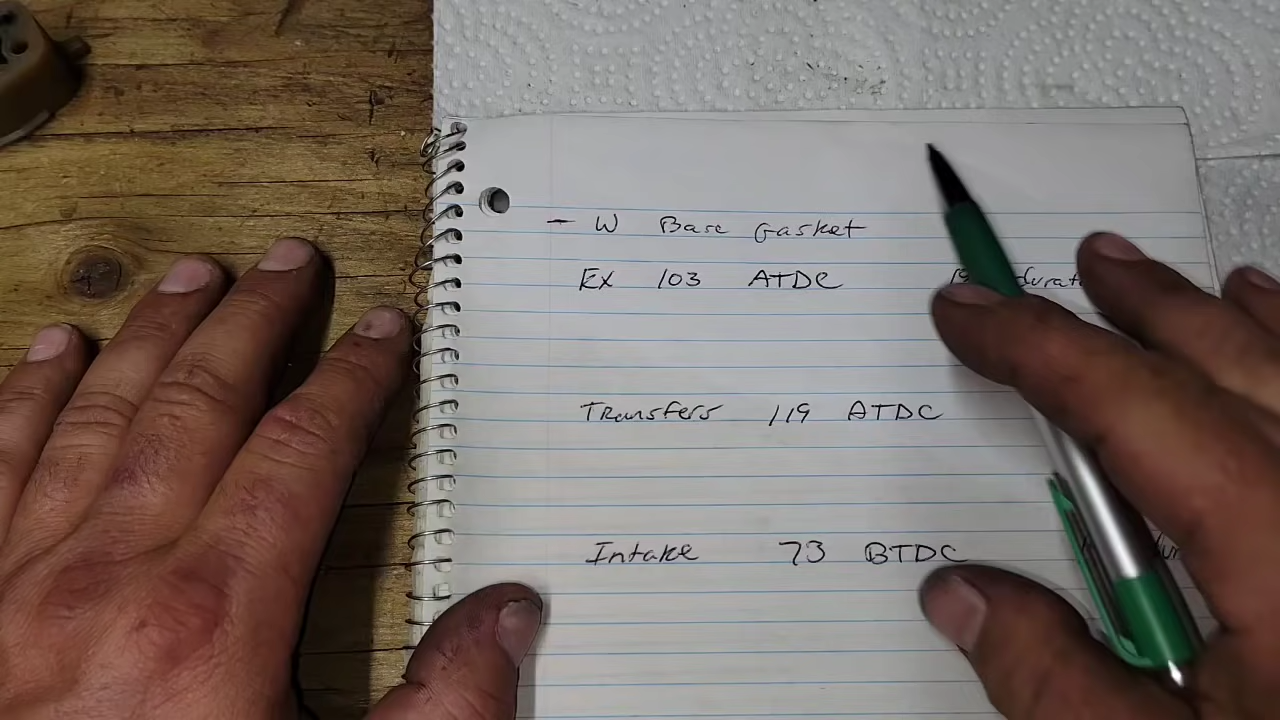 - W Base Gasket
EX 103 ATDC
Transfers 119 ATDC
Intake 73 BTDC